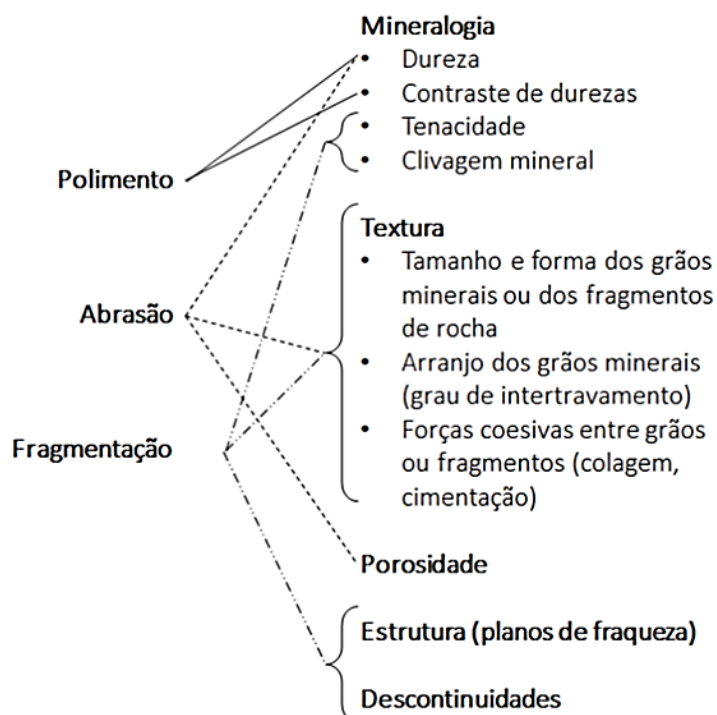 Mineralogia
• Dureza
• Contraste de durezas
• Tenacidade
• Clivagem mineral
Polimento
Textura
• Tamanho e forma dos grãos
minerais ou dos fragmentos
de rocha
Abrasão
• Arranjo dos grãos minerais
(grau de intertravamento)
Fragmentação
• Forças coesivas entre grãos
ou fragmentos (colagem,
cimentação)
Porosidade
Estrutura (planos de fraqueza)
Descontinuidades